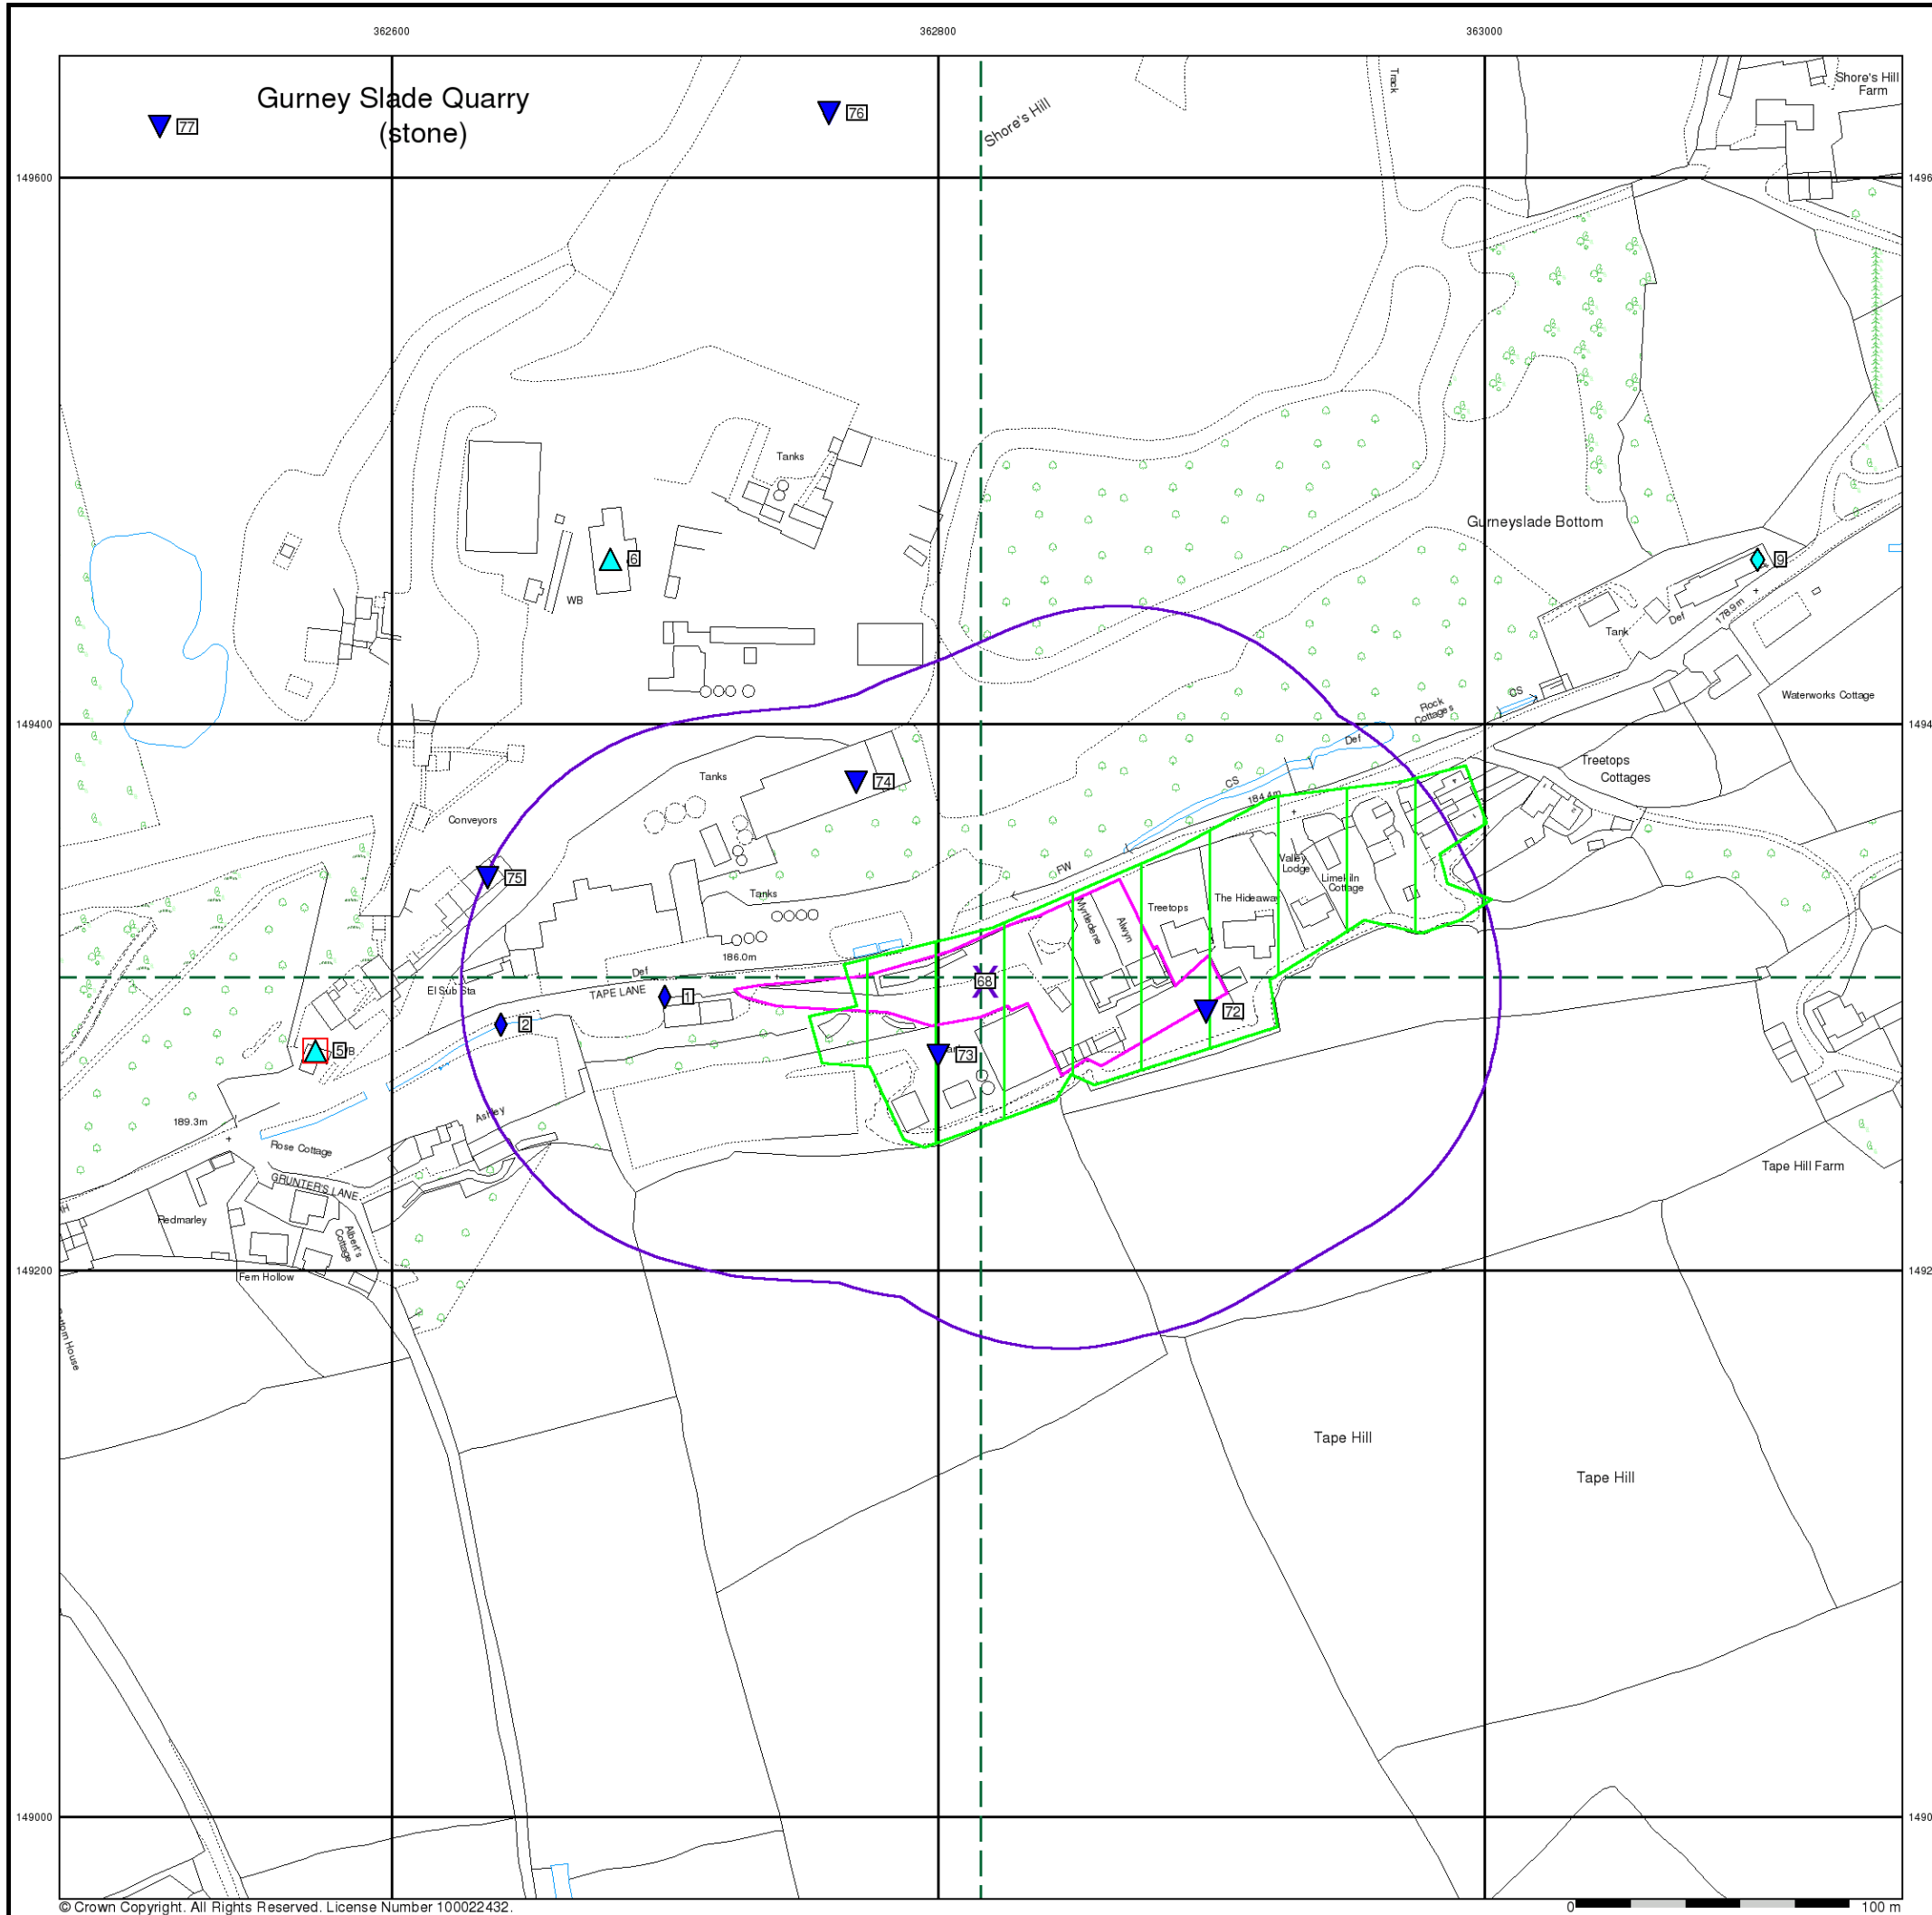 362600 362800 363000
Gurney Slade Quarry
(stone)
77
76
Shore's Hill
Track
Shore's Hill
Farm
149600
1496
Tanks
6
WB
Gurneyslade Bottom
9
178.9m
Def
Tank
Waterworks Cottage
CS
Rock
Cottages
149400
1494
Tanks
74
Def
CS
184.4m
Treetops
Cottages
Conveyors
75
FW
Valley
Lodge
Limekiln
Cottage
Tanks
Myrtledene
Alwyn
Treetops
The Hideaway
186.0m
Def
68
El Sub Sta
TAPE LANE
1
2
72
5
73
189.3m
Ashley
Rose Cottage
GRUNTER'S LANE
Redmarley
Albert's
Cottage
Fern Hollow
Tape Hill Farm
149200
1492
Tape Hill
Tape Hill
149000
1490
© Crown Copyright. All Rights Reserved. License Number 100022432.
0 100 m